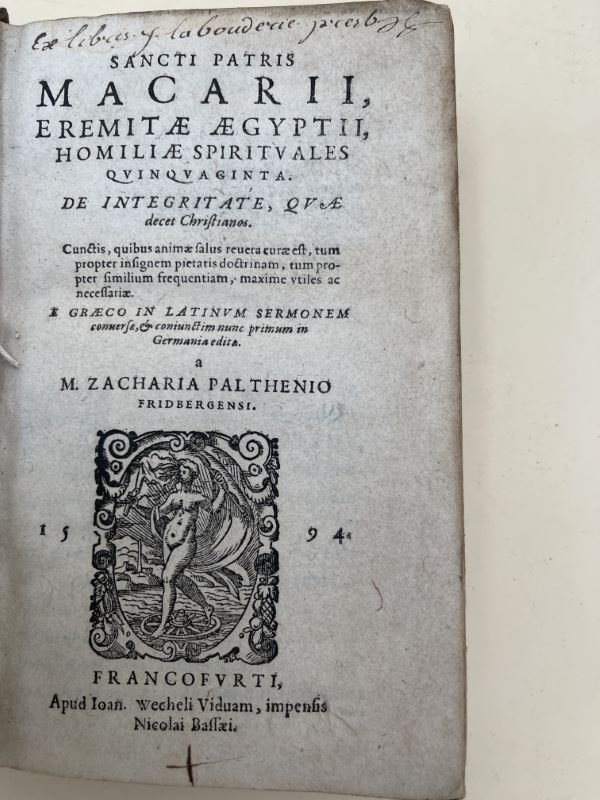 Ex libris J. labouderie presb
SANCTI PATRIS
MACARII,
EREMITÆ ÆGYPTII,
HOMILIÆ SPIRITVALES
QVINQVAGINTA.
DE INTEGRITATE, QVÆ
decet Chriſtianos.
Cunctis, quibus animæ ſalus reuera curæ eſt, tum
propter inſignem pietatis doctrinam, tum pro-
pter ſimilium frequentiam, maxime vtiles ac
neceſſariæ.
E GRÆCO IN LATINVM SERMONEM
conuerſæ, & coniunctim nunc primum in
Germania editæ.
a
M. ZACHARIA PALTHENIO
FRIDBERGENSI.
15 94.
FRANCOFVRTI,
Apud Ioan. Wecheli Viduam, impenſis
Nicolai Baſſæi.